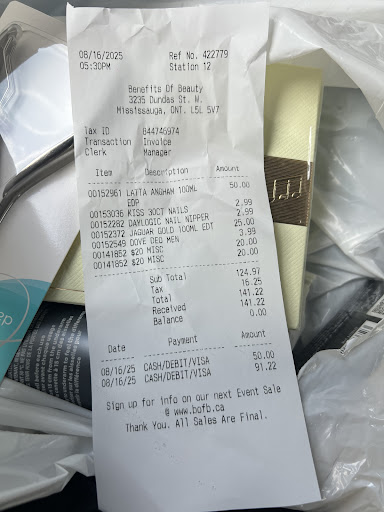 08/16/2025 Ref No. 422779
05:30PM Station 12
Benefits Of Beauty
3235 Dundas St. W.
Mississauga, ONT. L5L 5V7
Tax ID 844746974
Transaction Invoice
Clerk Manager
Item Description Amount
00152961 LATTA ANGHAM 100ML EDP 50.00
00153036 KISS 30CT NAILS 2.99
00152282 DAYLOGIC NAIL NIPPER 2.99
00152372 JAGUAR GOLD 100ML EDT 25.00
00152549 DOVE DEO MEN 3.99
00141852 $20 MISC 20.00
00141852 $20 MISC 20.00
Sub Total 124.97
Tax 16.25
Total 141.22
Received 141.22
Balance 0.00
Date Payment Amount
08/16/25 CASH/DEBIT/VISA 50.00
08/16/25 CASH/DEBIT/VISA 91.22
Sign up for info on our next Event Sale
@ www.bofb.ca
Thank You. All Sales Are Final.